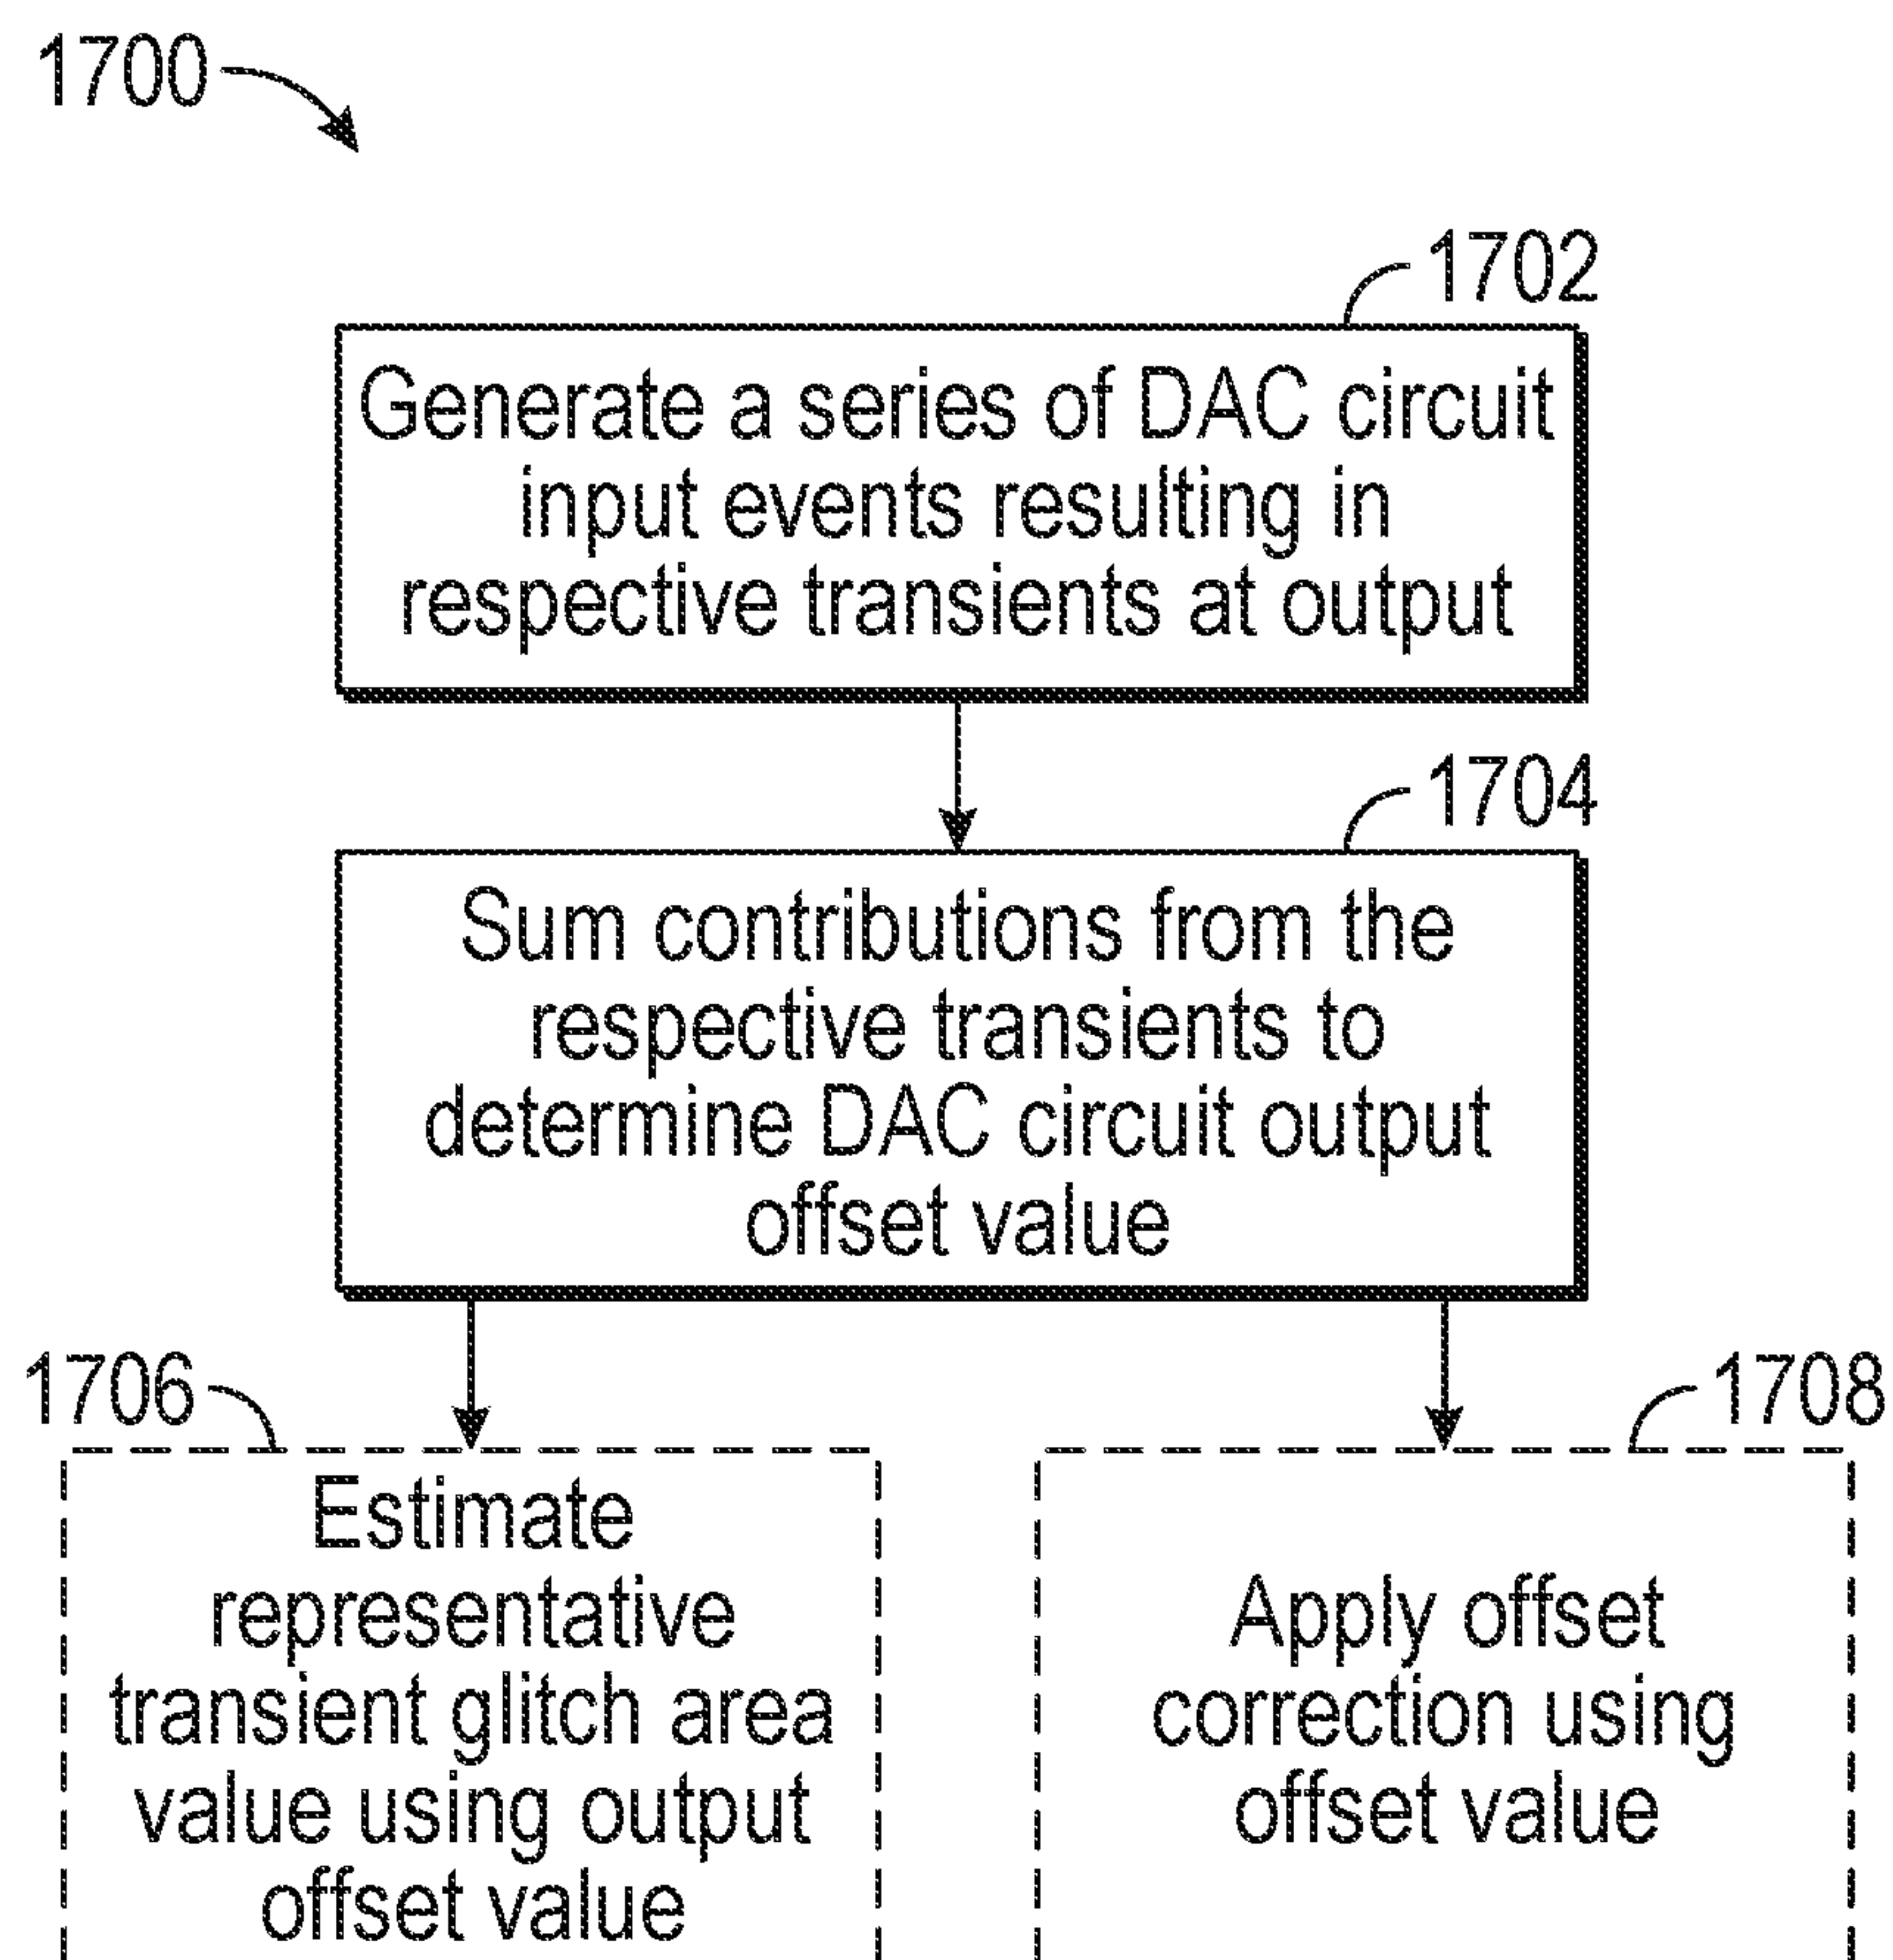 1700
1702
Generate a series of DAC circuit
input events resulting in
respective transients at output
1704
Sum contributions from the
respective transients to
determine DAC circuit output
offset value
1706
Estimate
representative
transient glitch area
value using output
offset value
1708
Apply offset
correction using
offset value